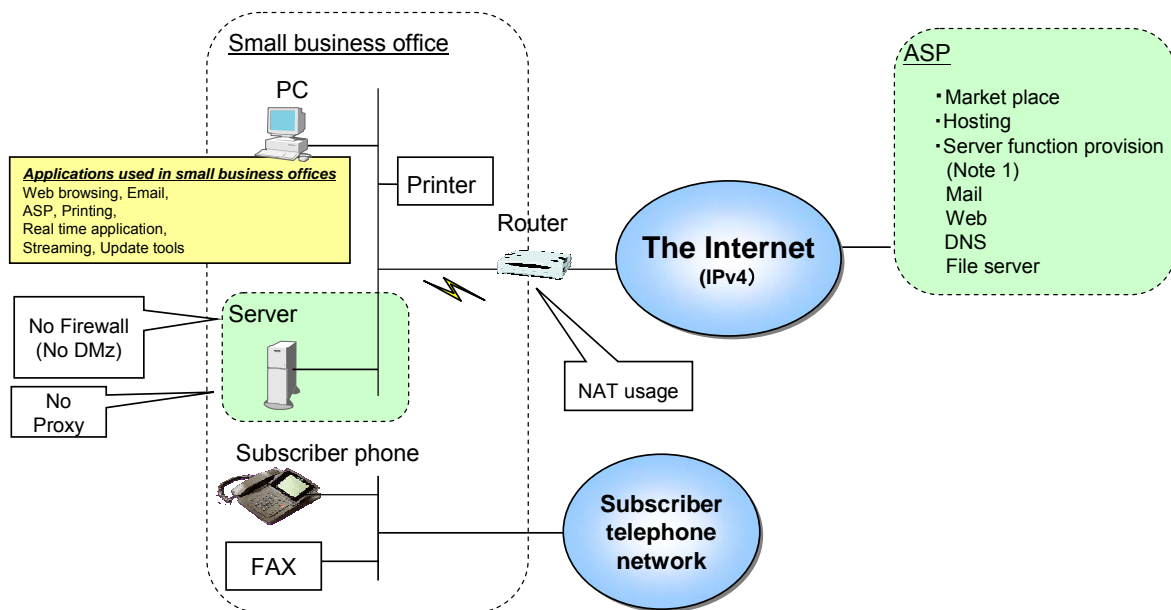 Small business office
PC
Applications used in small business offices
Web browsing, Email,
ASP, Printing,
Real time application,
Streaming, Update tools
Printer
Router
The Internet
(IPv4)
ASP
・Market place
・Hosting
・Server function provision
(Note 1)
Mail
Web
DNS
File server
No Firewall
(No DMz)
No
Proxy
Server
NAT usage
Subscriber phone
FAX
Subscriber
telephone
network